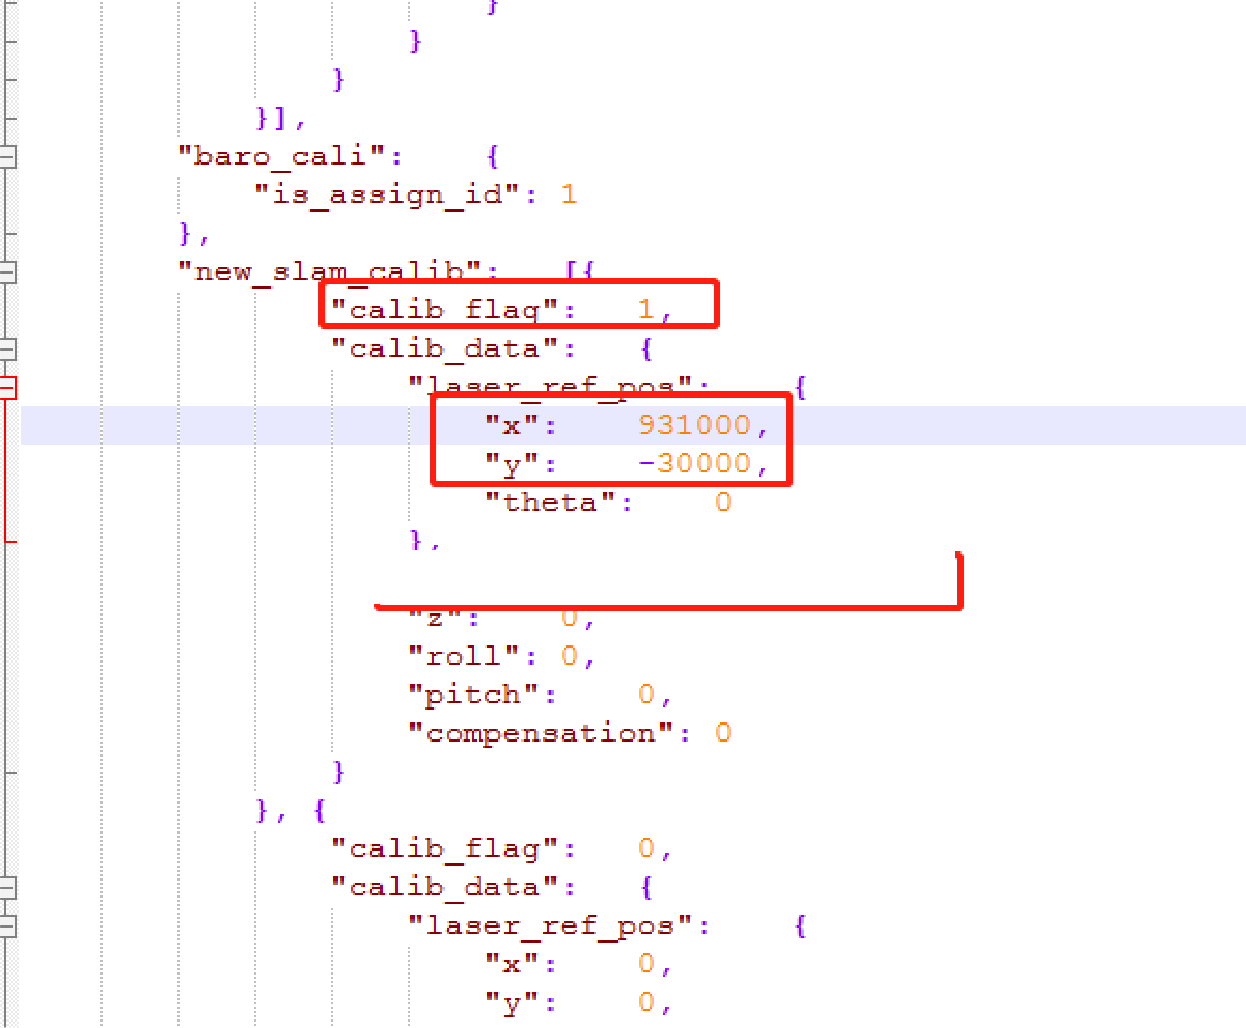 }
}
}
}],
"baro_cali": {
"is_assign_id": 1
},
"new_slam_calib": [{
"calib_flag": 1,
"calib_data": {
"laser_ref_pos": {
"x": 931000,
"y": -30000,
"theta": 0
},
"z": 0,
"roll": 0,
"pitch": 0,
"compensation": 0
}
}, {
"calib_flag": 0,
"calib_data": {
"laser_ref_pos": {
"x": 0,
"y": 0,